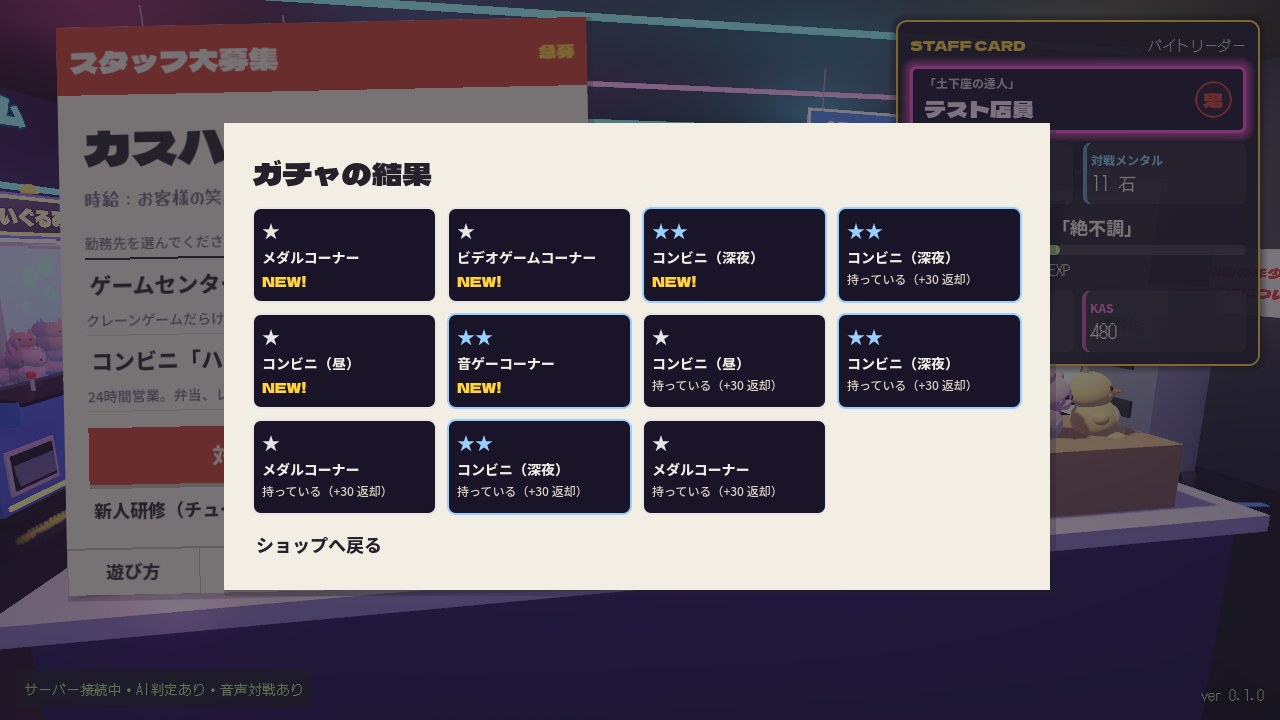 スタッフ大募集
急募
カスハ
時給：お客様の笑
勤務先を選んでくださ
ゲームセンタ
クレーンゲームだらけ
コンビニ「ハ
24時間営業。弁当、レ
対
新人研修（チュー
遊び方
いぐるみ
ム
STAFF CARD
バイトリーダー
「土下座の達人」
テスト店員
対戦メンタル
11 石
「絶不調」
EXP
KAS
480
ガチャの結果
★
メダルコーナー
NEW!
★
ビデオゲームコーナー
NEW!
★★
コンビニ（深夜）
NEW!
★★
コンビニ（深夜）
持っている（+30 返却）
★
コンビニ（昼）
NEW!
★★
音ゲーコーナー
NEW!
★
コンビニ（昼）
持っている（+30 返却）
★★
コンビニ（深夜）
持っている（+30 返却）
★
メダルコーナー
持っている（+30 返却）
★★
コンビニ（深夜）
持っている（+30 返却）
★
メダルコーナー
持っている（+30 返却）
ショップへ戻る
サーバー接続中・AI判定あり・音声対戦あり
ver 0.1.0